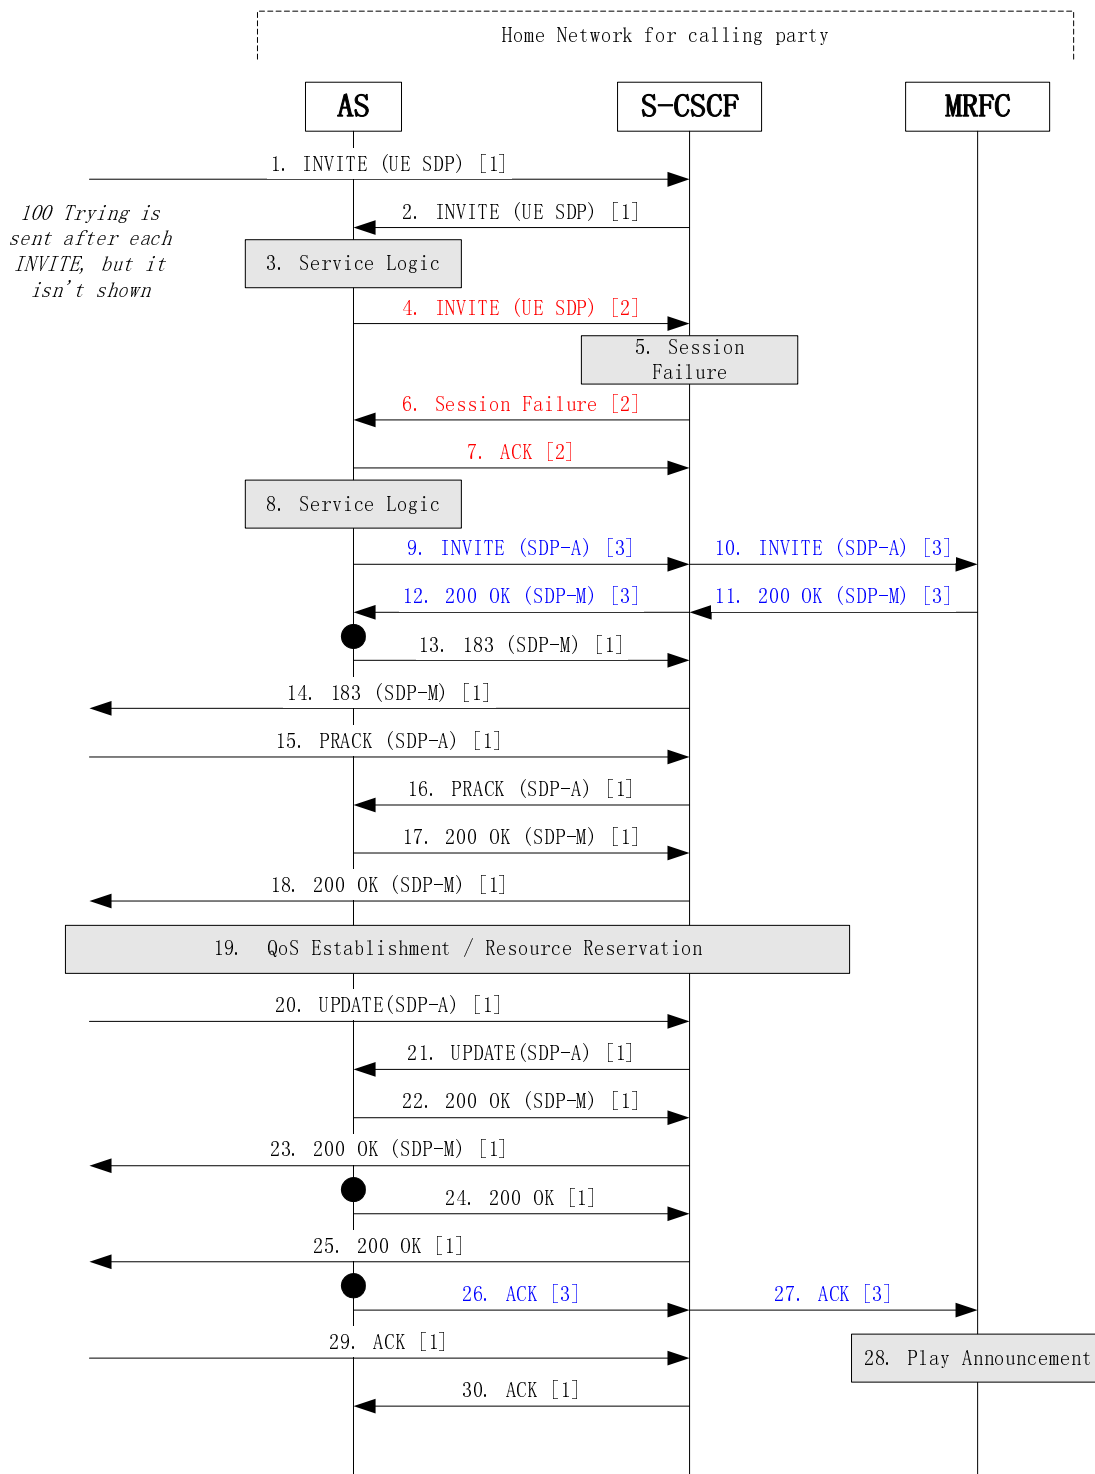 Home Network for calling party
AS
S-CSCF
MRFC
1. INVITE (UE SDP) [1]
100 Trying is
sent after each
INVITE, but it
isn't shown
2. INVITE (UE SDP) [1]
3. Service Logic
4. INVITE (UE SDP) [2]
5. Session
Failure
6. Session Failure [2]
7. ACK [2]
8. Service Logic
9. INVITE (SDP-A) [3]
10. INVITE (SDP-A) [3]
12. 200 OK (SDP-M) [3]
11. 200 OK (SDP-M) [3]
13. 183 (SDP-M) [1]
14. 183 (SDP-M) [1]
15. PRACK (SDP-A) [1]
16. PRACK (SDP-A) [1]
17. 200 OK (SDP-M) [1]
18. 200 OK (SDP-M) [1]
19. QoS Establishment / Resource Reservation
20. UPDATE(SDP-A) [1]
21. UPDATE(SDP-A) [1]
22. 200 OK (SDP-M) [1]
23. 200 OK (SDP-M) [1]
24. 200 OK [1]
25. 200 OK [1]
26. ACK [3]
27. ACK [3]
29. ACK [1]
28. Play Announcement
30. ACK [1]